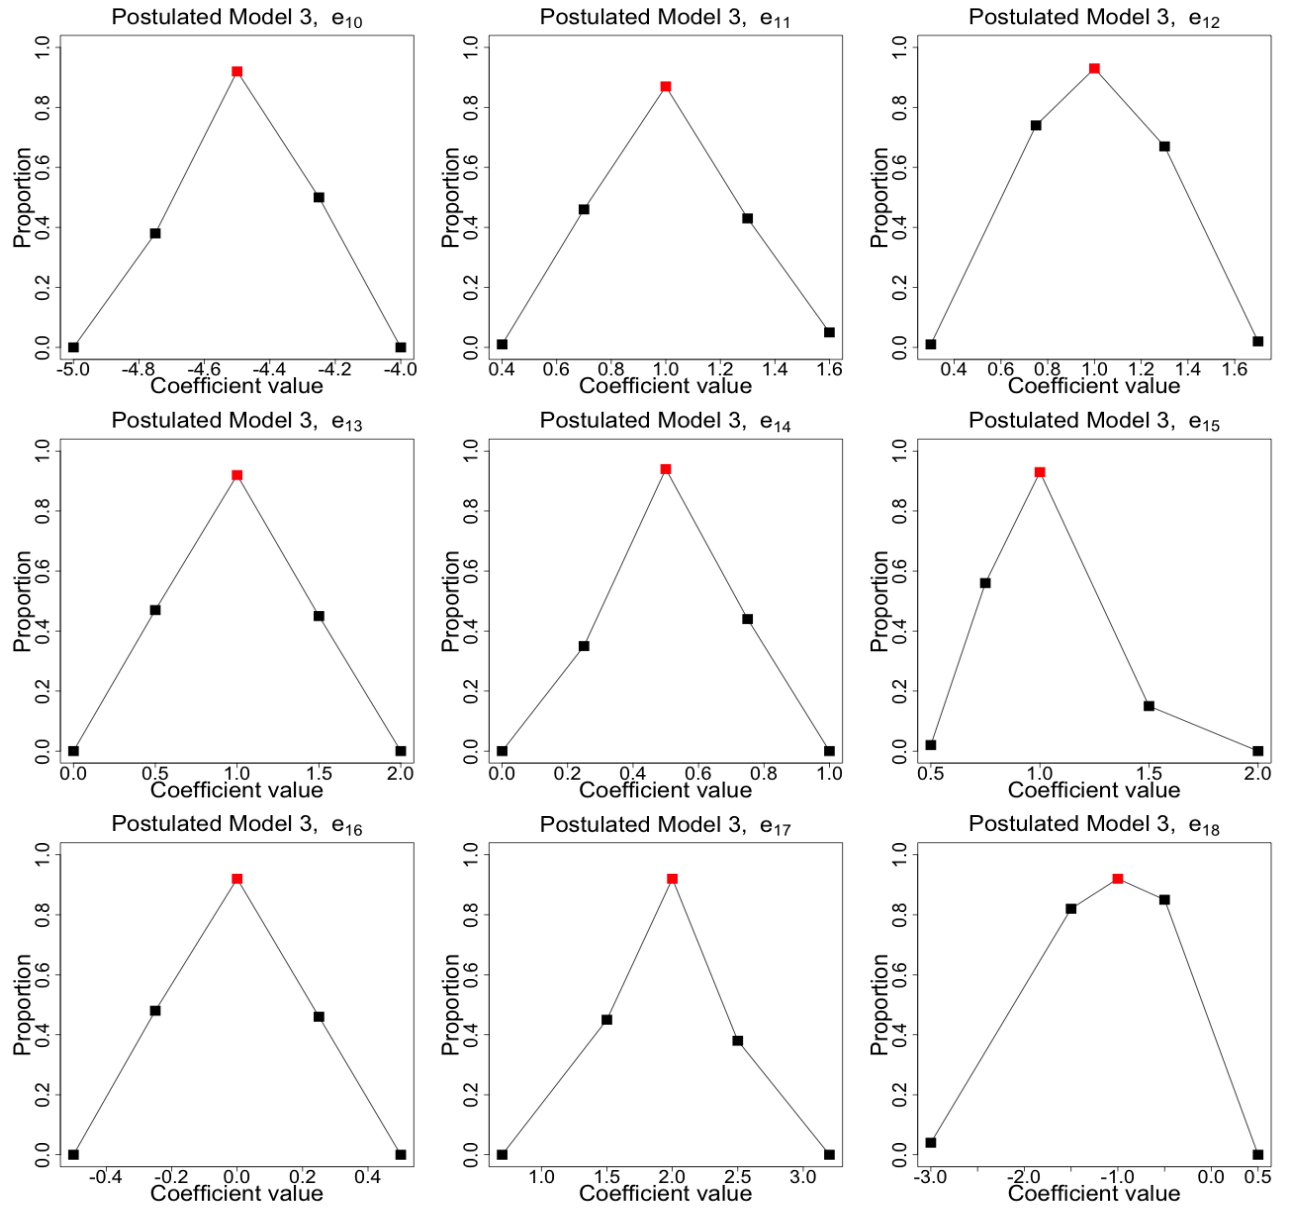 Postulated Model 3, e10
Proportion
0.0 0.2 0.4 0.6 0.8 1.0
-5.0 -4.8 -4.6 -4.4 -4.2 -4.0
Coefficient value
Postulated Model 3, e11
Proportion
0.0 0.2 0.4 0.6 0.8 1.0
0.4 0.6 0.8 1.0 1.2 1.4 1.6
Coefficient value
Postulated Model 3, e12
Proportion
0.0 0.2 0.4 0.6 0.8 1.0
0.4 0.6 0.8 1.0 1.2 1.4 1.6
Coefficient value
Postulated Model 3, e13
Proportion
0.0 0.2 0.4 0.6 0.8 1.0
0.0 0.5 1.0 1.5 2.0
Coefficient value
Postulated Model 3, e14
Proportion
0.0 0.2 0.4 0.6 0.8 1.0
0.0 0.2 0.4 0.6 0.8 1.0
Coefficient value
Postulated Model 3, e15
Proportion
0.0 0.2 0.4 0.6 0.8 1.0
0.5 1.0 1.5 2.0
Coefficient value
Postulated Model 3, e16
Proportion
0.0 0.2 0.4 0.6 0.8 1.0
-0.4 -0.2 0.0 0.2 0.4
Coefficient value
Postulated Model 3, e17
Proportion
0.0 0.2 0.4 0.6 0.8 1.0
1.0 1.5 2.0 2.5 3.0
Coefficient value
Postulated Model 3, e18
Proportion
0.0 0.2 0.4 0.6 0.8 1.0
-3.0 -2.0 -1.0 0.0 0.5
Coefficient value